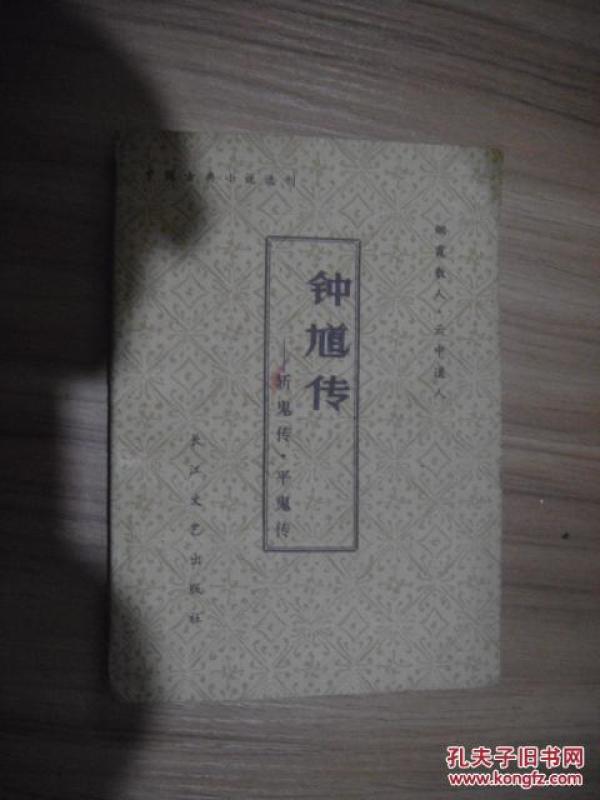 中国古典小说选刊
烟霞散人·云中道人
钟馗传
——斩鬼传·平鬼传
长江文艺出版社
孔夫子旧书网
www.kongfz.com